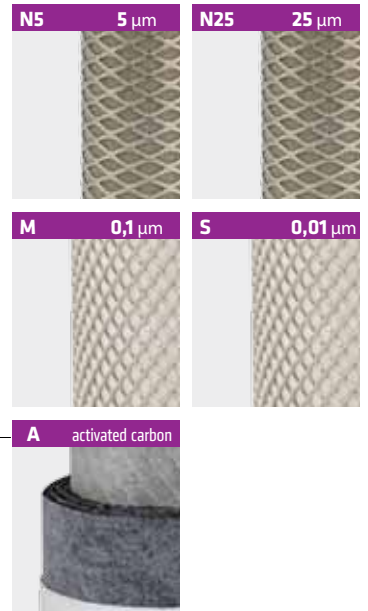 N5 5 µm
N25 25 µm
M 0,1 µm
S 0,01 µm
A activated carbon